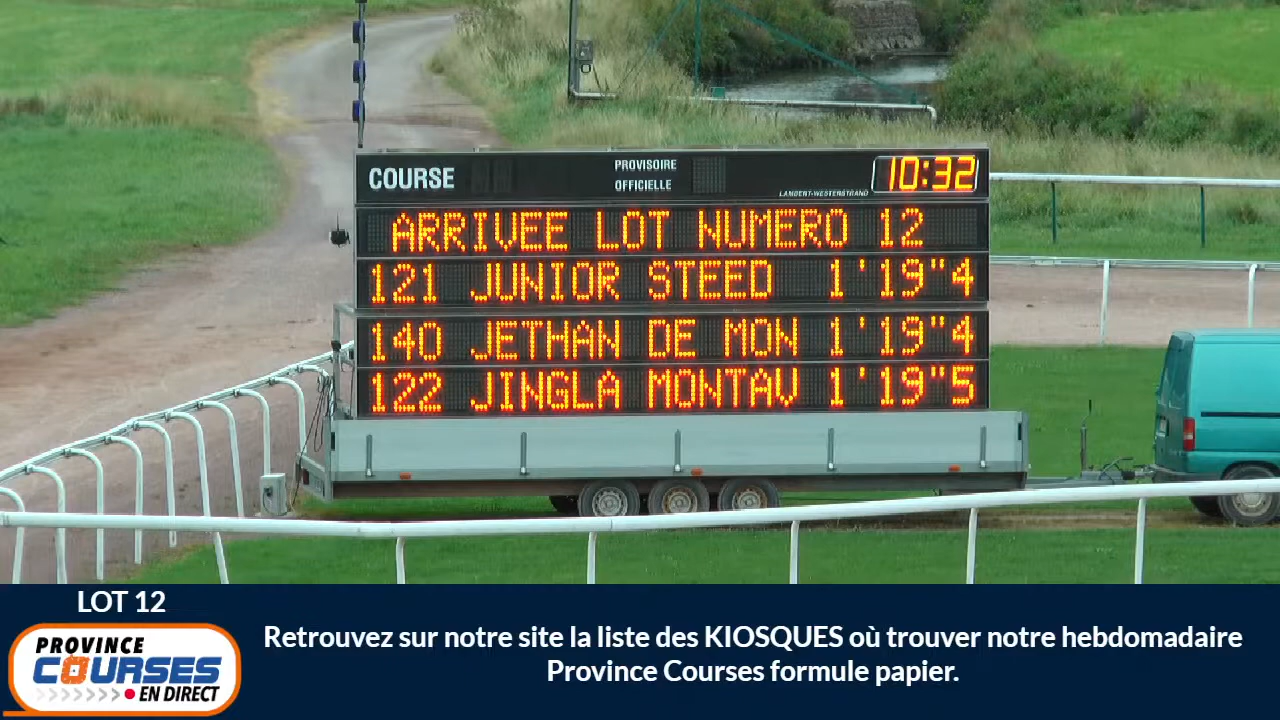 COURSE
PROVISOIRE
OFFICIELLE
LAMBERT-WESTERSTRAND
10:32
ARRIVEE LOT NUMERO 12
121 JUNIOR STEED 1'19"4
140 JETHAN DE MON 1'19"4
122 JINGLA MONTAV 1'19"5
LOT 12
PROVINCE
COURSES
EN DIRECT
Retrouvez sur notre site la liste des KIOSQUES où trouver notre hebdomadaire
Province Courses formule papier.